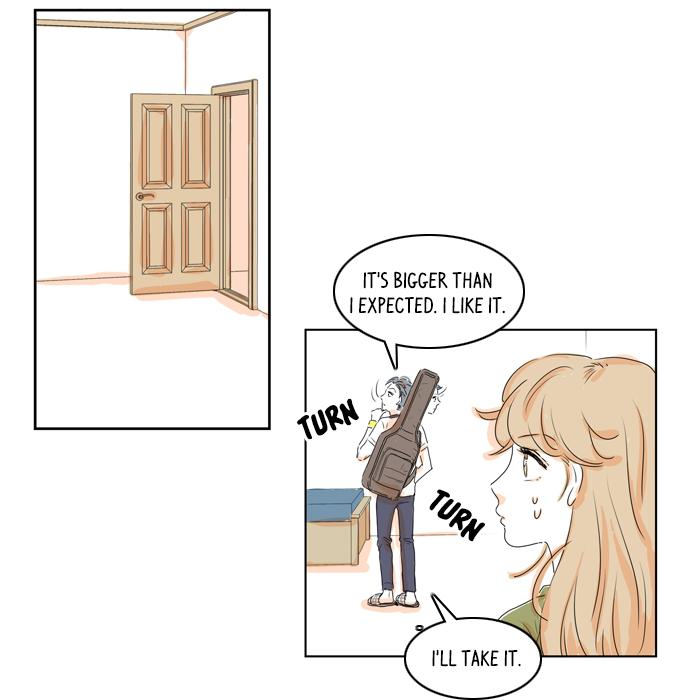 IT'S BIGGER THAN
I EXPECTED. I LIKE IT.
TURN
TURN
I'LL TAKE IT.